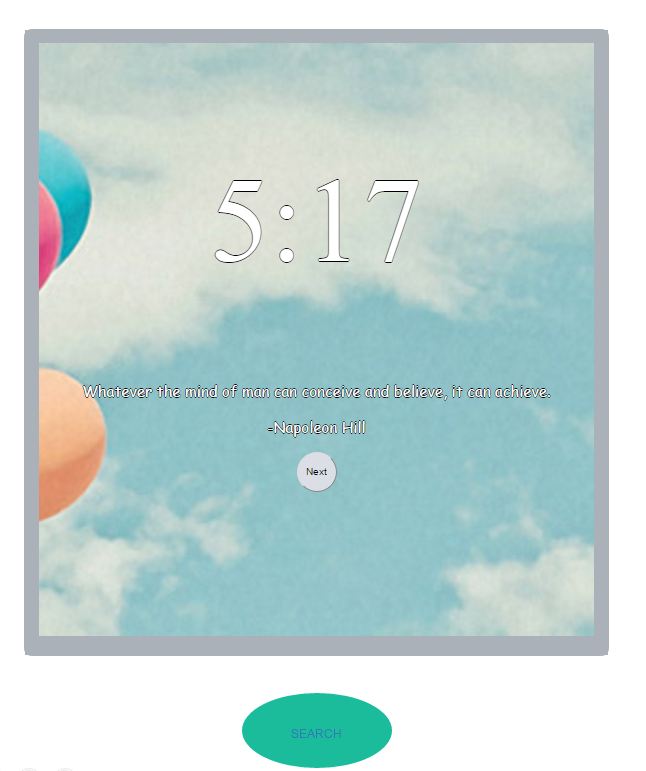 5:17
Whatever the mind of man can conceive and believe, it can achieve.
-Napoleon Hill
Next
SEARCH